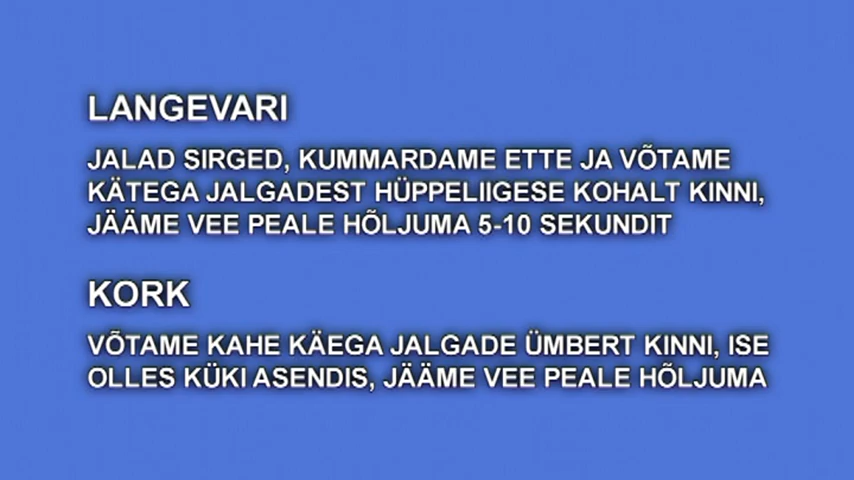 LANGEVARI
JALAD SIRGED, KUMMARDAME ETTE JA VÕTAME
KÄTEGA JALGADEST HÜPPELIIGESE KOHALT KINNI,
JÄÄME VEE PEALE HÕLJUMA 5-10 SEKUNDIT
KORK
VÕTAME KAHE KÄEGA JALGADE ÜMBERT KINNI, ISE
OLLES KÜKI ASENDIS, JÄÄME VEE PEALE HÕLJUMA